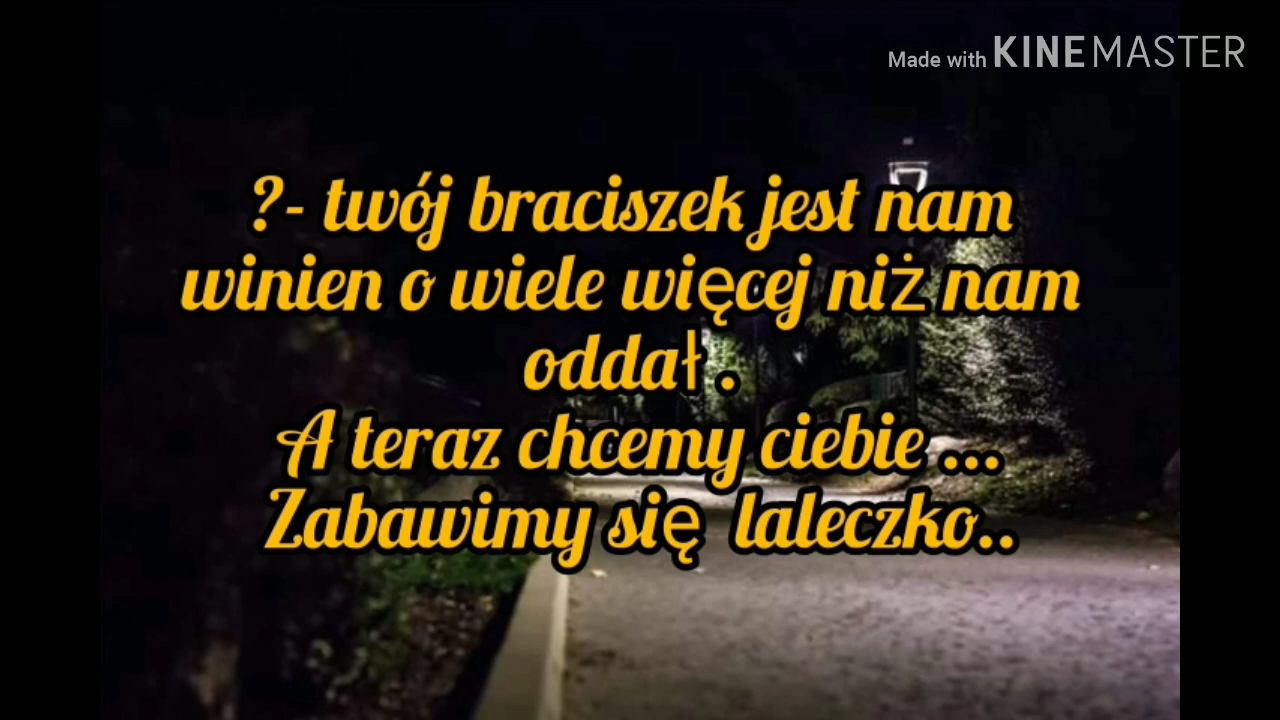 Made with KINEMASTER
?- twój braciszek jest nam
winien o wiele więcej niż nam
oddał .
A teraz chcemy ciebie ...
Zabawimy się laleczko..